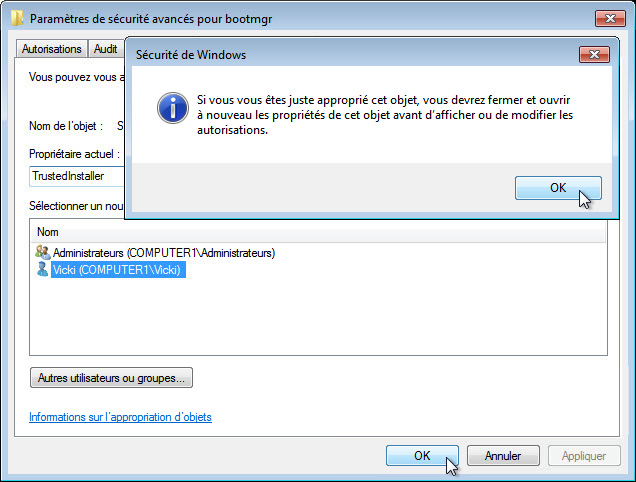 Paramètres de sécurité avancés pour bootmgr
Autorisations
Audit
Sécurité de Windows
Vous pouvez vous a
Si vous vous êtes juste approprié cet objet, vous devrez fermer et ouvrir
à nouveau les propriétés de cet objet avant d'afficher ou de modifier les
autorisations.
OK
Nom de l'objet : S
Propriétaire actuel :
TrustedInstaller
Sélectionner un nou
Nom
Administrateurs (COMPUTER1\Administrateurs)
Vicki (COMPUTER1\Vicki)
Autres utilisateurs ou groupes...
Informations sur l'appropriation d'objets
OK
Annuler
Appliquer